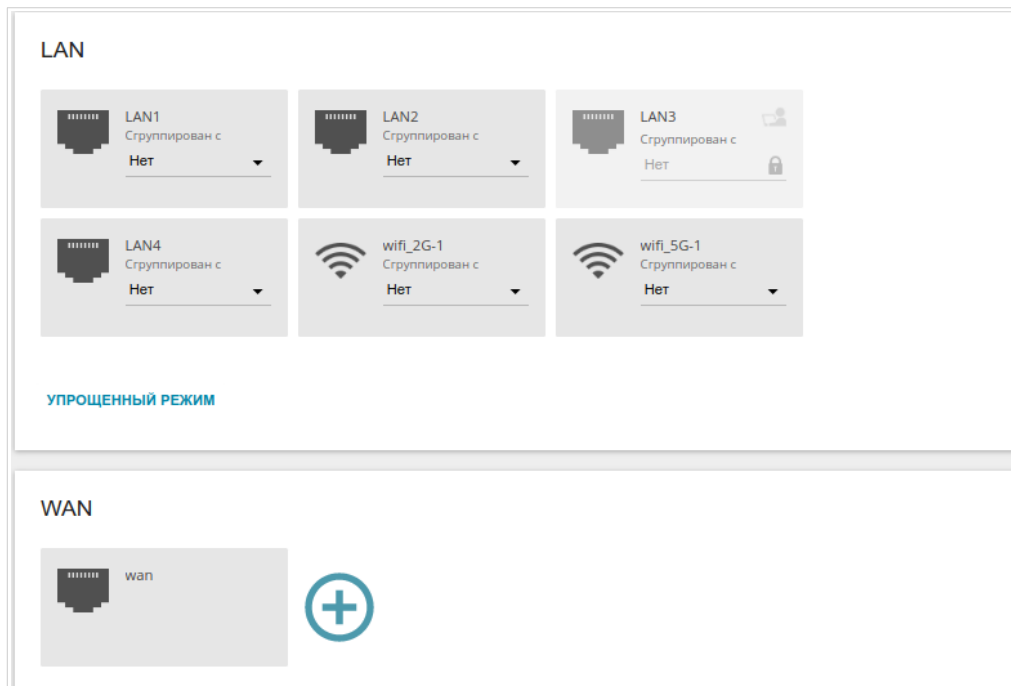 LAN
LAN1
Сгруппирован с
Нет
LAN2
Сгруппирован с
Нет
LAN3
Сгруппирован с
Нет
LAN4
Сгруппирован с
Нет
wifi_2G-1
Сгруппирован с
Нет
wifi_5G-1
Сгруппирован с
Нет
УПРОЩЕННЫЙ РЕЖИМ
WAN
wan